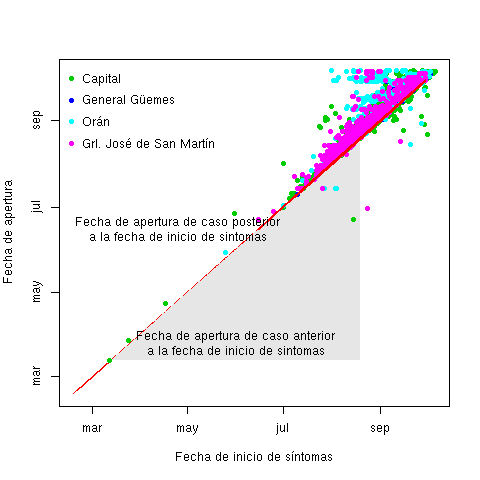 Capital
General Güemes
Orán
Grl. José de San Martín
Fecha de apertura de caso posterior
a la fecha de inicio de sintomas
Fecha de apertura de caso anterior
a la fecha de inicio de sintomas
Fecha de apertura
sep
jul
may
mar
mar
may
jul
sep
Fecha de inicio de síntomas